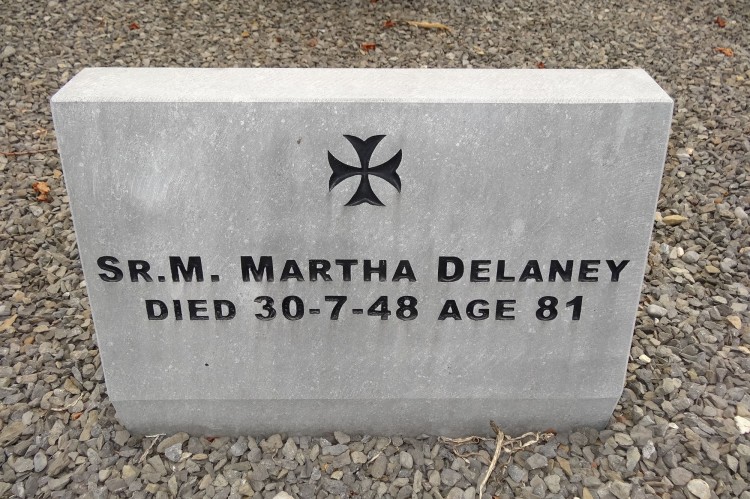 SR.M. MARTHA DELANEY
DIED 30-7-48 AGE 81